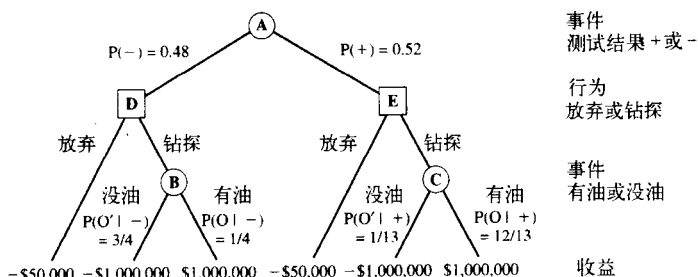 A
事件
测试结果+或-
P(-) = 0.48
P(+) = 0.52
D
E
行为
放弃或钻探
放弃
钻探
放弃
钻探
B
C
事件
有油或没油
没油
有油
没油
有油
P(O′| -)
= 3/4
P(O| -)
= 1/4
P(O′| +)
= 1/13
P(O| +)
= 12/13
-$50,000 -$1,000,000 $1,000,000 -$50,000 -$1,000,000 $1,000,000 收益